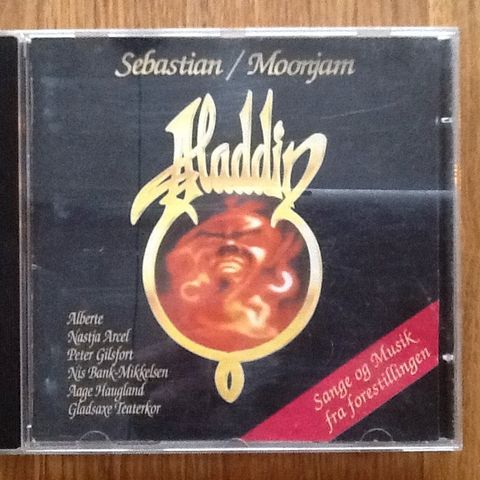 Sebastian / Moonjam
Aladdin
Alberte
Nastja Arcel
Peter Gilsfort
Nis Bank-Mikkelsen
Aage Haugland
Gladsaxe Teaterkor
Sange og Musik
fra forestillingen